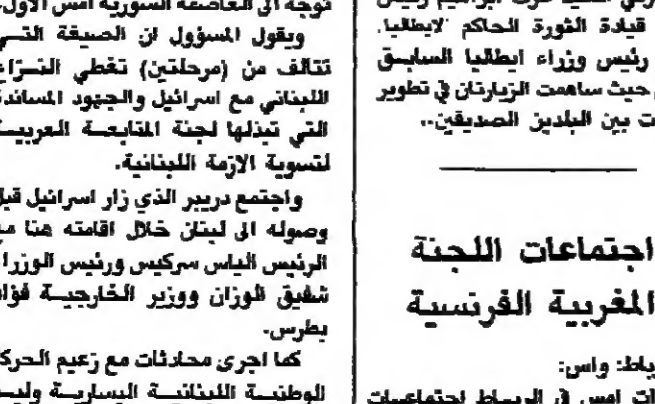 قيادة الثورة الحاكم لايطاليا.
رئيس وزراء ايطاليا السابق
حيث ساهمت الزيارتان في تطوير
بين البلدين الصديقين..
اجتماعات اللجنة
المغربية الفرنسية
واس:
امس في الرباط اجتماعات
توجه الى العاصمة السورية امس الاول.
ويقول المسؤول ان الصيغة التي
تتالف من (مرحلتين) تغطي النزاع
اللبناني مع اسرائيل والجهود المساندة
التي تبذلها لجنة المتابعة العربية
لتسوية الازمة اللبنانية.
واجتمع دريبر الذي زار اسرائيل قبل
وصوله الى لبنان خلال اقامته هنا مع
الرئيس الياس سركيس ورئيس الوزراء
شفيق الوزان ووزير الخارجية فؤاد
بطرس.
كما اجرى محادثات مع زعيم الحركة
الوطنية اللبنانية اليسارية وليد